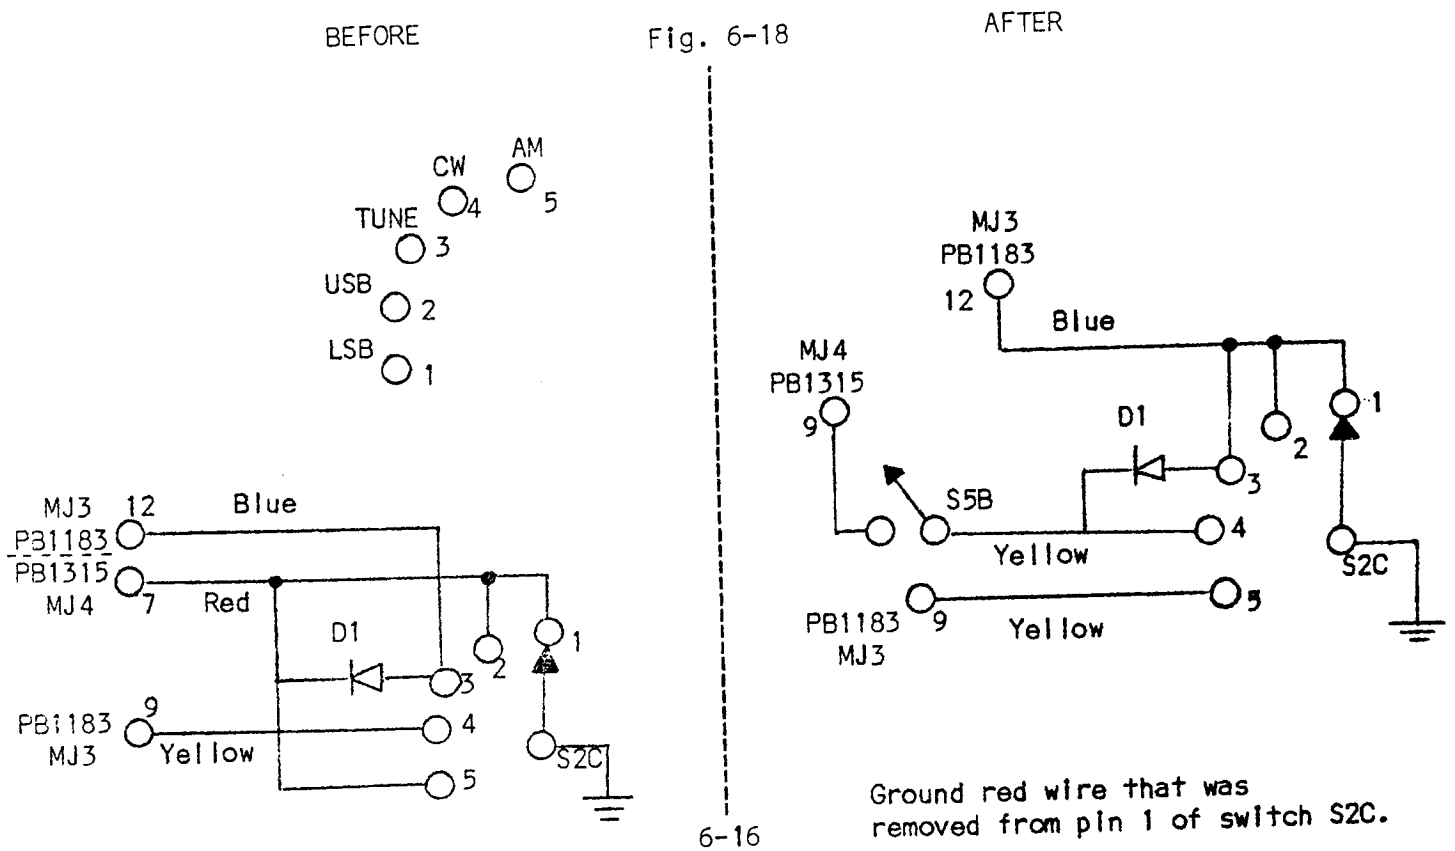 BEFORE
Fig. 6-18
AFTER
AM
5
CW
4
TUNE
3
USB
2
LSB
1
MJ3 12
Blue
PB1183
PB1315
MJ4 7
Red
D1
1
2
3
9
PB1183
MJ3
Yellow
4
5
S2C
MJ3
PB1183
12
Blue
MJ4
PB1315
9
D1
1
2
3
S5B
4
Yellow
S2C
PB1183 9
MJ3
Yellow
5
Ground red wire that was
removed from pin 1 of switch S2C.
6-16